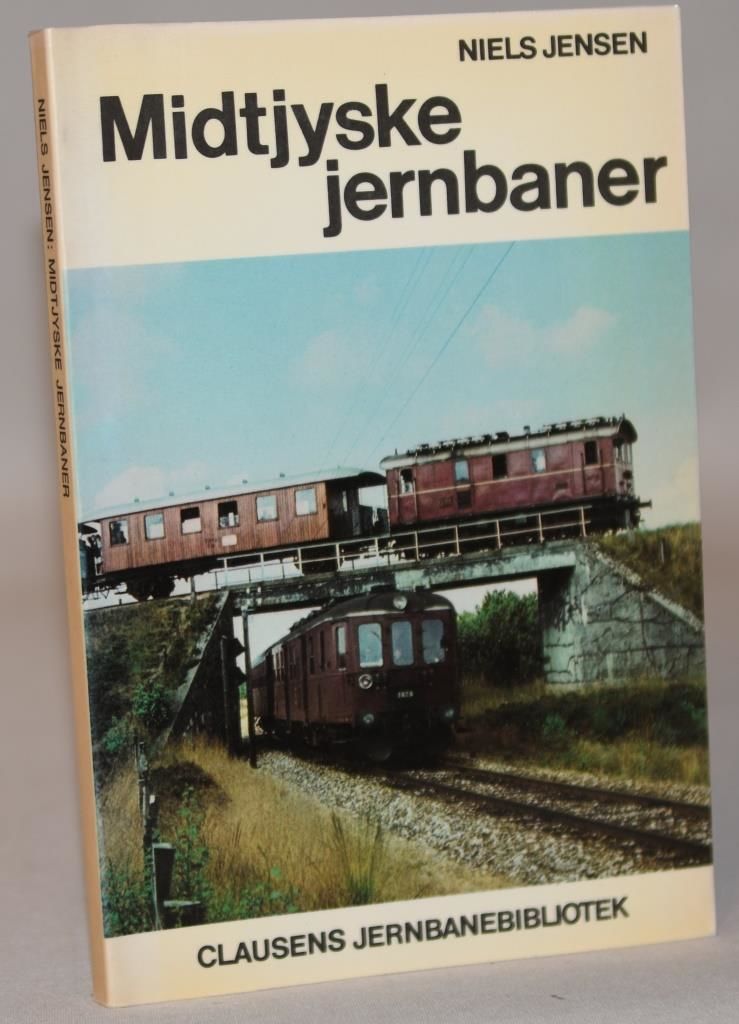 NIELS JENSEN
Midtjyske
jernbaner
CLAUSENS JERNBANEBIBLIOTEK
NIELS JENSEN: MIDTJYSKE JERNBANER